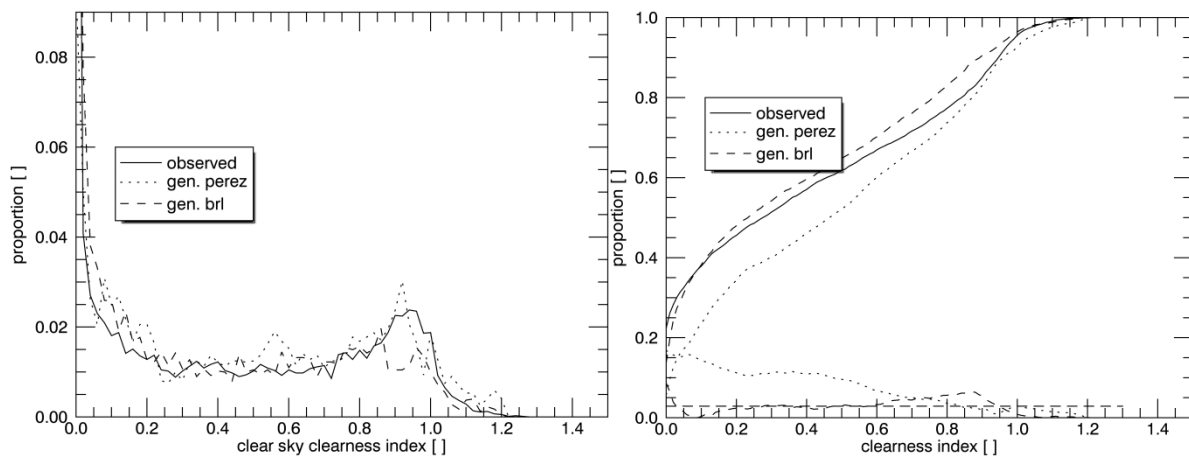 0.08
0.06
0.04
0.02
0.00
proportion [ ]
observed
gen. perez
gen. brl
0.0 0.2 0.4 0.6 0.8 1.0 1.2 1.4
clear sky clearness index [ ]
1.0
0.8
0.6
0.4
0.2
0.0
proportion [ ]
observed
gen. perez
gen. brl
0.0 0.2 0.4 0.6 0.8 1.0 1.2 1.4
clearness index [ ]